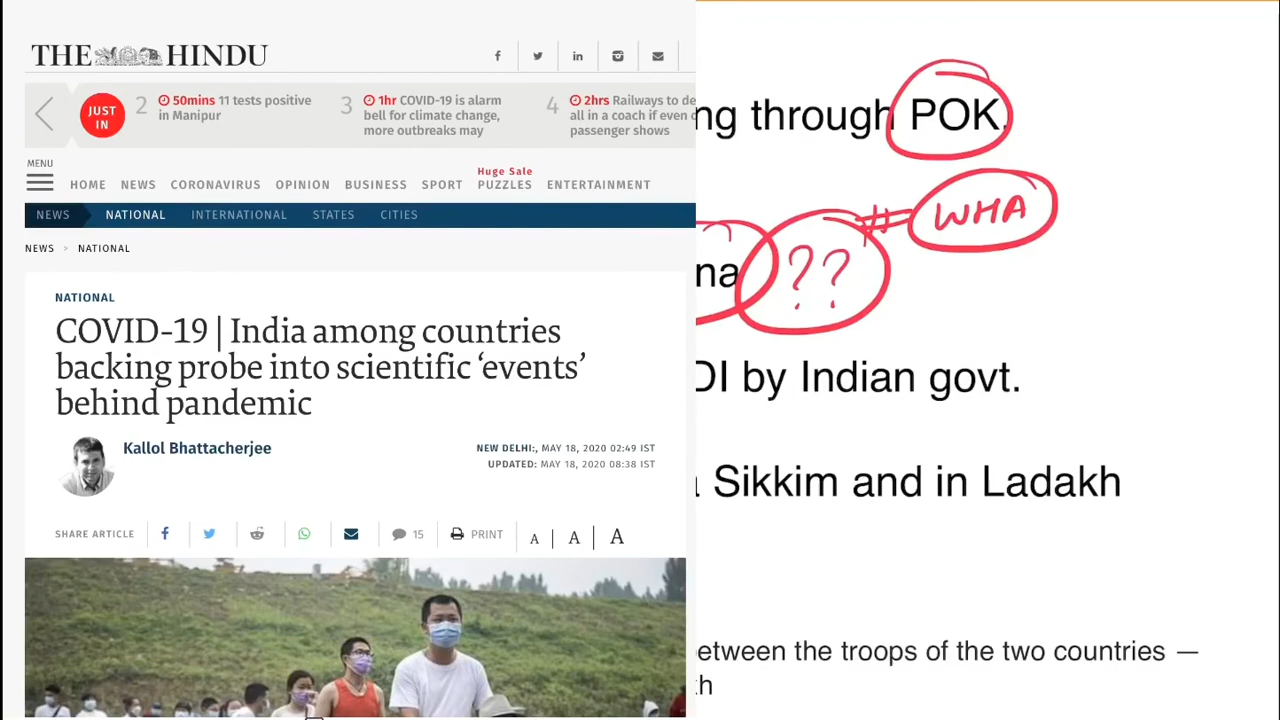 THE HINDU
JUST IN
2 50mins 11 tests positive
in Manipur
3 1hr COVID-19 is alarm
bell for climate change,
more outbreaks may
4 2hrs Railways to
all in a coach if even
passenger shows
MENU
Huge Sale
HOME NEWS CORONAVIRUS OPINION BUSINESS SPORT PUZZLES ENTERTAINMENT
NEWS NATIONAL INTERNATIONAL STATES CITIES
NEWS > NATIONAL
NATIONAL
COVID-19 | India among countries
backing probe into scientific ‘events’
behind pandemic
Kallol Bhattacherjee
NEW DELHI:, MAY 18, 2020 02:49 IST
UPDATED: MAY 18, 2020 08:38 IST
SHARE ARTICLE 15 PRINT A A A
through POK
WHA
??
by Indian govt.
Sikkim and in Ladakh
the troops of the two countries —